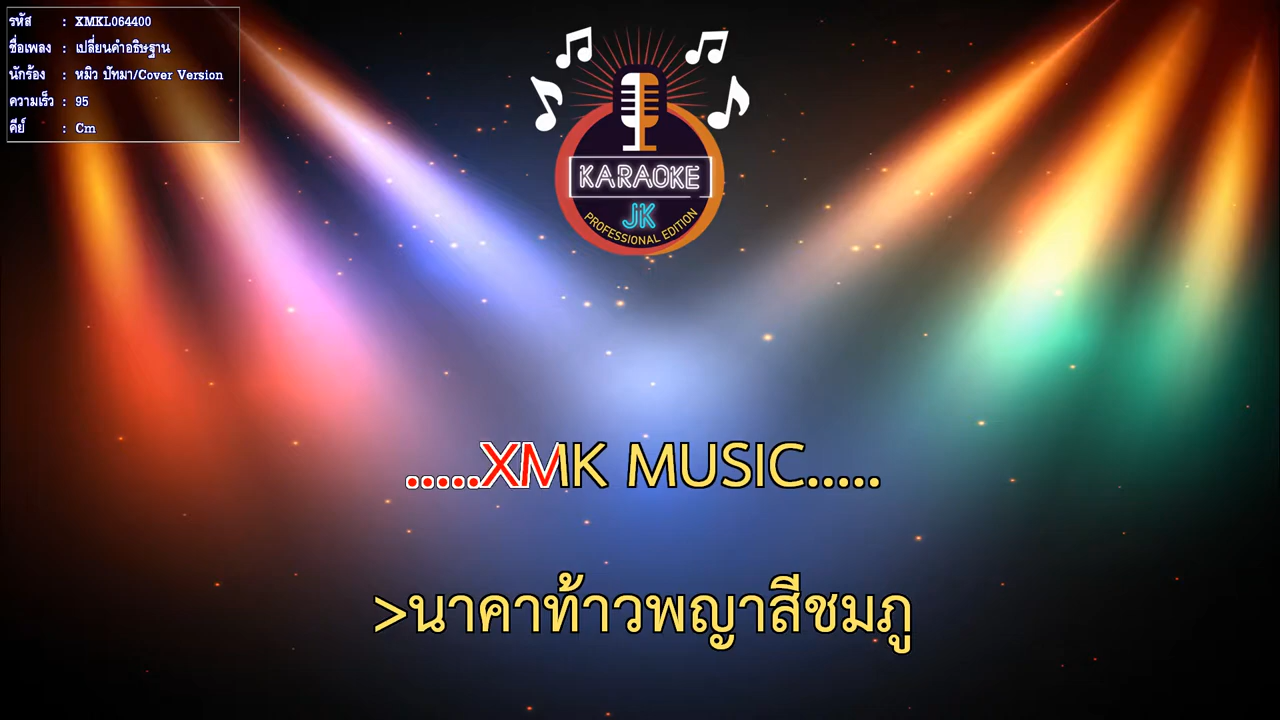 รหัส : XMKL064400
ชื่อเพลง : เปลี่ยนคำอธิษฐาน
นักร้อง : หมิว ปัทมา/Cover Version
ความเร็ว : 95
คีย์ : Cm
KARAOKE
JK
PROFESSIONAL EDITION
.....XMK MUSIC.....
>นาคาท้าวพญาสีชมภู